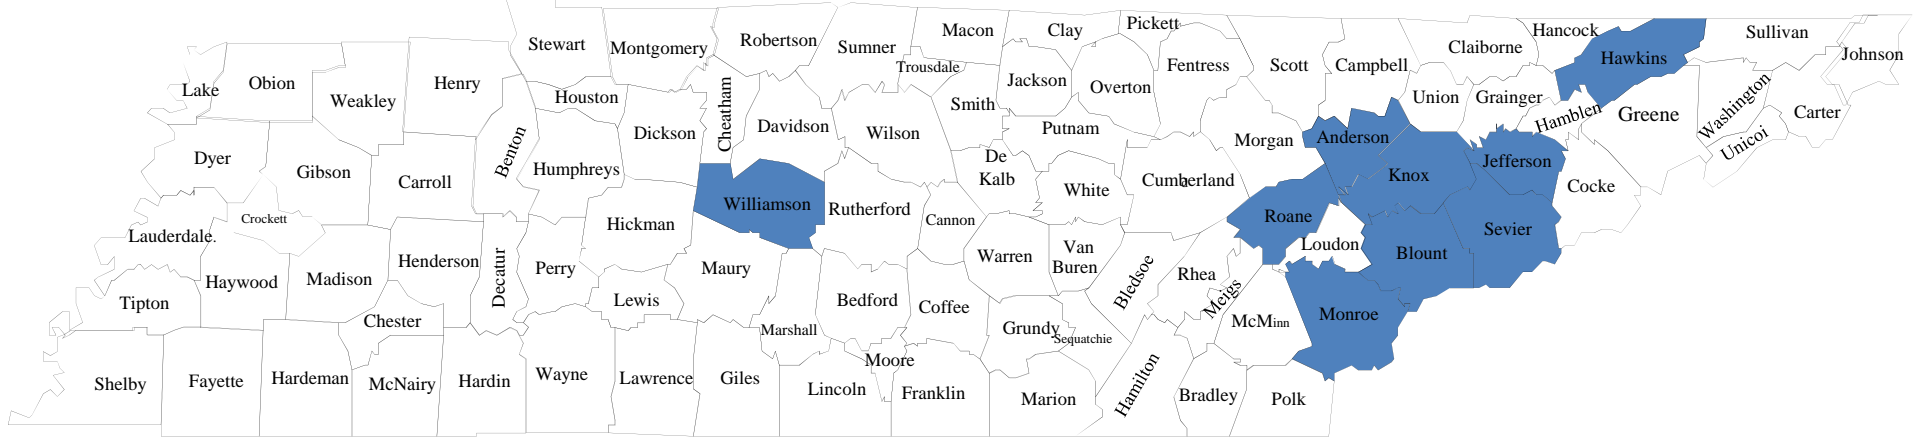 Stewart
Montgomery
Robertson
Sumner
Macon
Trousdale
Clay
Pickett
Jackson
Overton
Fentress
Scott
Campbell
Claiborne
Hancock
Hawkins
Sullivan
Johnson
Lake
Obion
Weakley
Henry
Houston
Dickson
Cheatham
Davidson
Wilson
Smith
Putnam
Morgan
Anderson
Union
Grainger
Hamblen
Greene
Washington
Unicoi
Carter
Dyer
Gibson
Carroll
Benton
Humphreys
Williamson
Rutherford
De
Kalb
White
Cumberland
Roane
Knox
Jefferson
Cocke
Lauderdale.
Crockett
Hickman
Cannon
Warren
Van
Buren
Bledsoe
Rhea
Meigs
Loudon
Blount
Sevier
Tipton
Haywood
Madison
Henderson
Decatur
Perry
Lewis
Maury
Bedford
Coffee
Grundy
Sequatchie
McMinn
Monroe
Chester
Marshall
Moore
Shelby
Fayette
Hardeman
McNairy
Hardin
Wayne
Lawrence
Giles
Lincoln
Franklin
Marion
Hamilton
Bradley
Polk